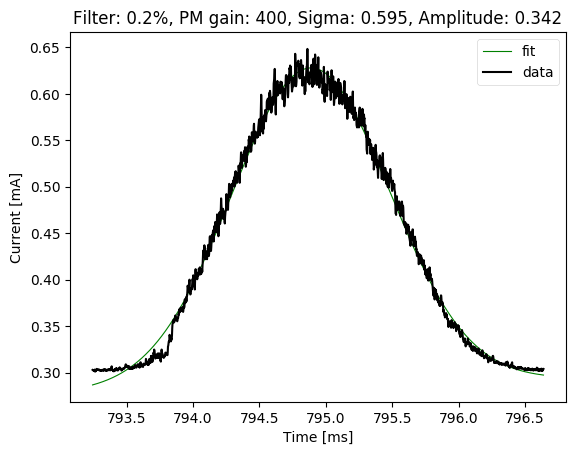 Filter: 0.2%, PM gain: 400, Sigma: 0.595, Amplitude: 0.342
fit
data
Current [mA]
0.65
0.60
0.55
0.50
0.45
0.40
0.35
0.30
793.5 794.0 794.5 795.0 795.5 796.0 796.5
Time [ms]